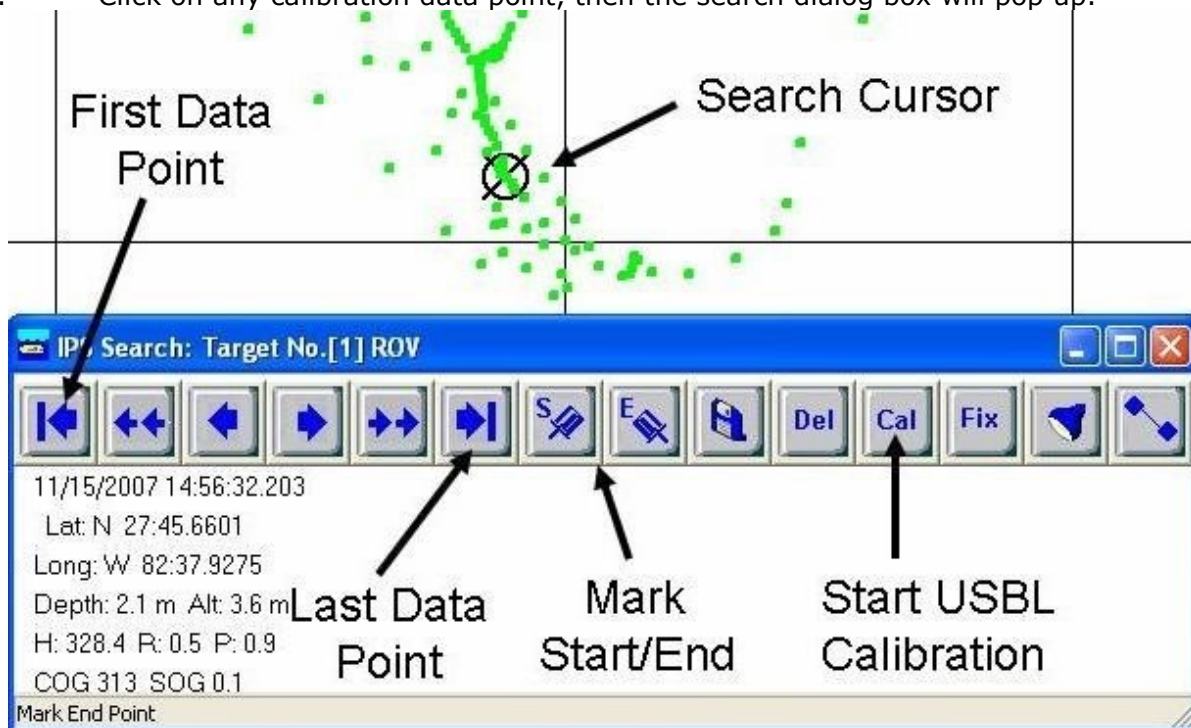 Click on any calibration data point, then the search dialog box will pop up.
First Data
Point
Search Cursor
IPS Search: Target No.[1] ROV
S E Del Cal Fix
11/15/2007 14:56:32.203
Lat: N 27:45.6601
Long: W 82:37.9275
Depth: 2.1 m Alt: 3.6 m
H: 328.4 R: 0.5 P: 0.9
COG 313 SOG 0.1
Last Data
Point
Mark
Start/End
Start USBL
Calibration
Mark End Point